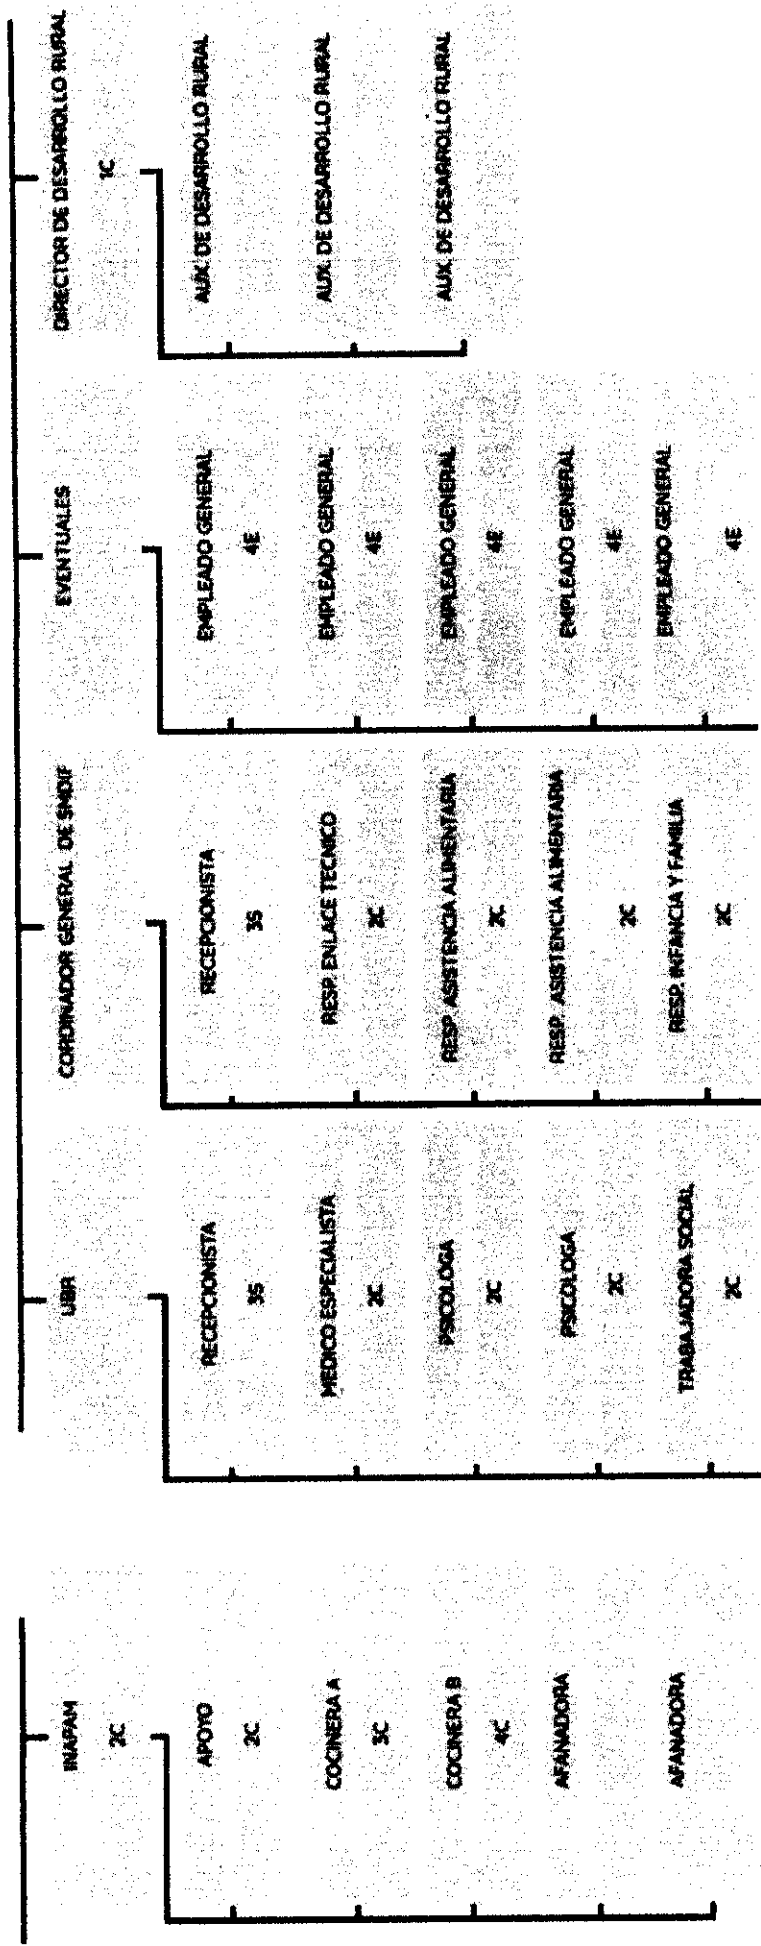 INAPAM
2C
APOYO
2C
COCINERA A
3C
COCINERA B
4C
AFANADORA
AFANADORA
UBR
RECEPCIONISTA
3S
MEDICO ESPECIALISTA
2C
PSICOLOGA
2C
PSICOLOGA
2C
TRABAJADORA SOCIAL
2C
CORDINADOR GENERAL DE SMDIF
RECEPCIONISTA
3S
RESP. ENLACE TECNICO
2C
RESP. ASISTENCIA ALIMENTARIA
2C
RESP. ASISTENCIA ALIMENTARIA
2C
RESP. INFANCIA Y FAMILIA
2C
EVENTUALES
EMPLEADO GENERAL
4E
EMPLEADO GENERAL
4E
EMPLEADO GENERAL
4E
EMPLEADO GENERAL
4E
EMPLEADO GENERAL
4E
DIRECTOR DE DESARROLLO RURAL
1C
AUX. DE DESARROLLO RURAL
AUX. DE DESARROLLO RURAL
AUX. DE DESARROLLO RURAL